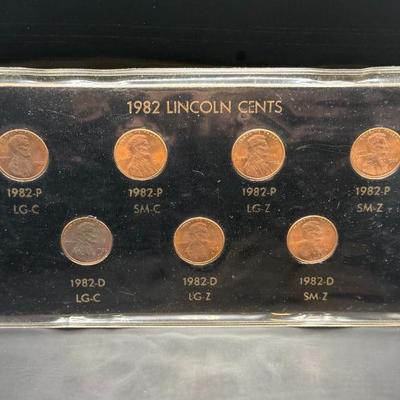 1982 LINCOLN CENTS
1982-P 1982-P 1982-P 1982-P
LG-C SM-C LG-Z SM-Z
1982-D 1982-D 1982-D
LG-C LG-Z SM-Z